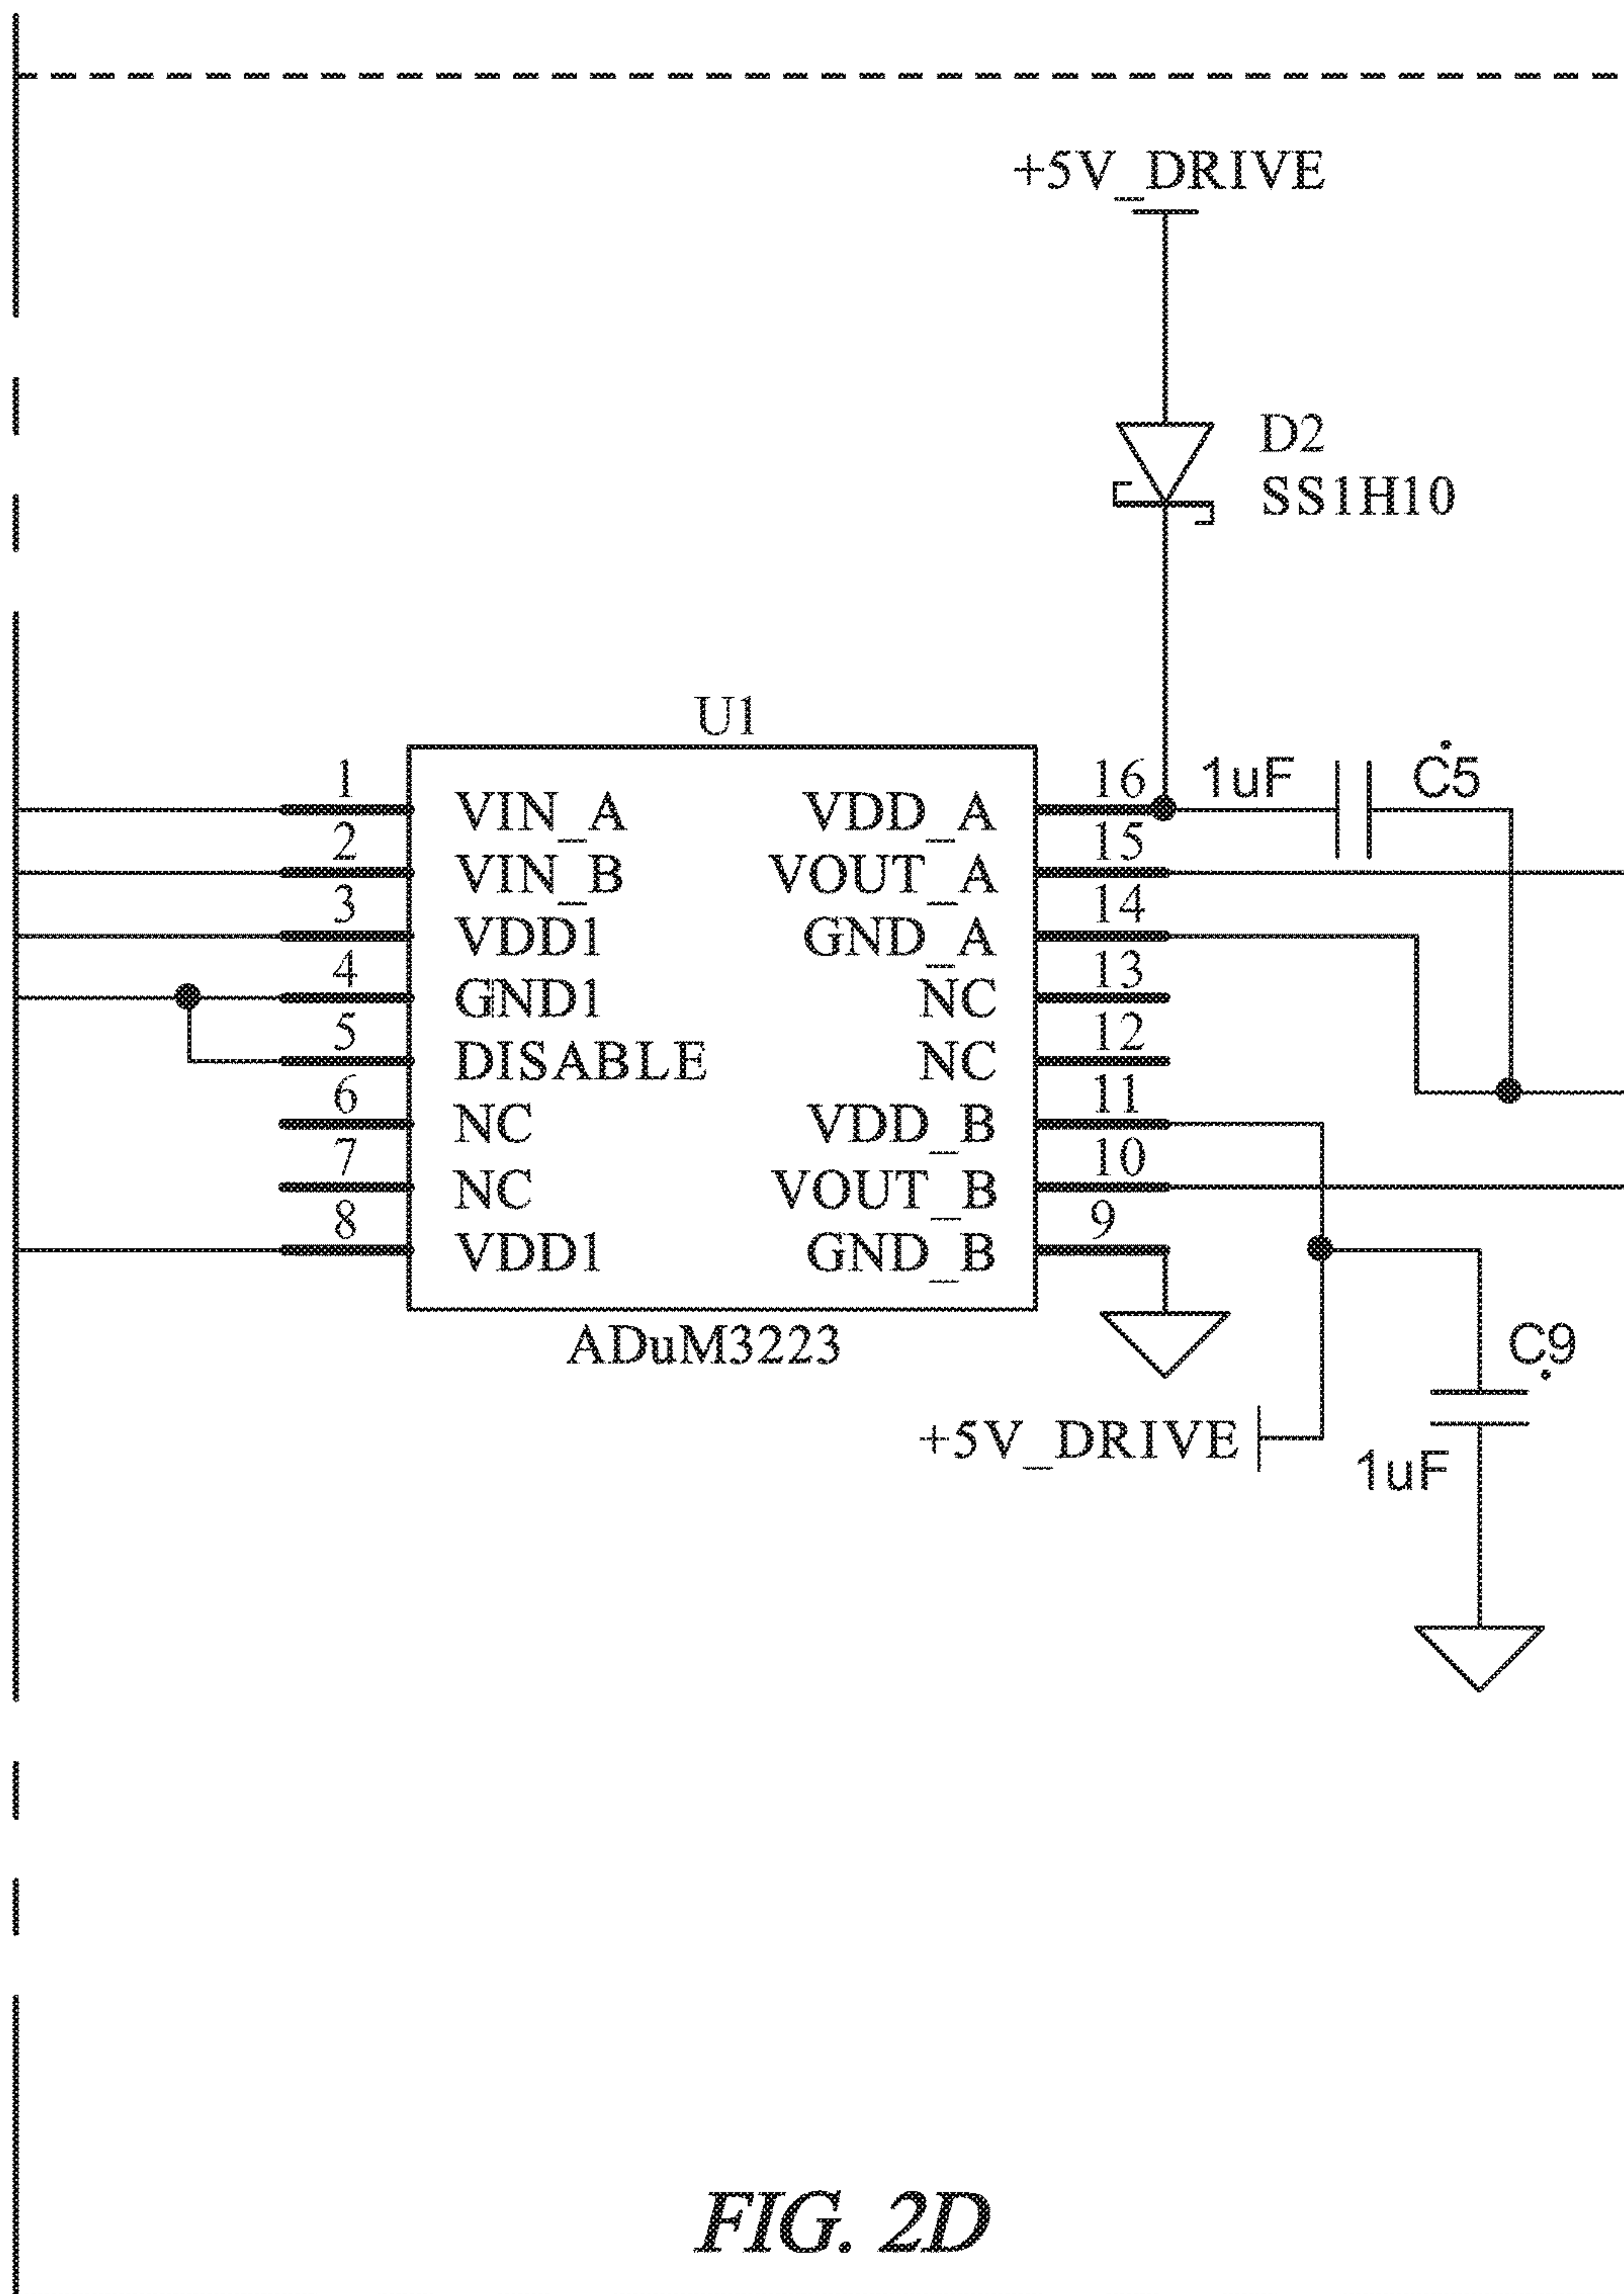 +5V_DRIVE
D2
SS1H10
U1
1 VIN_A VDD_A 16 1uF C5
2 VIN_B VOUT_A 15
3 VDD1 GND_A 14
4 GND1 NC 13
5 DISABLE NC 12
6 NC VDD_B 11
7 NC VOUT_B 10
8 VDD1 GND_B 9
ADuM3223
C9
+5V_DRIVE
1uF
FIG. 2D